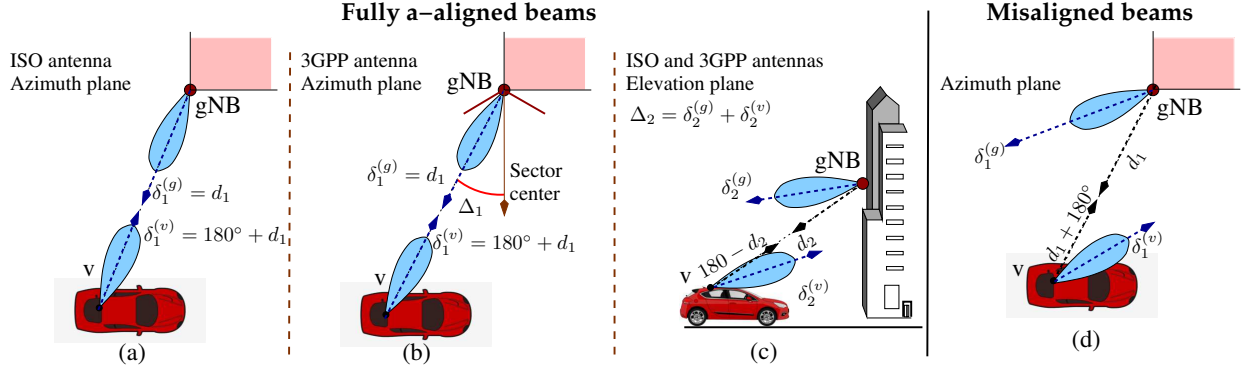 Fully a–aligned beams
Misaligned beams
ISO antenna
Azimuth plane
gNB
δ₁⁽ᵍ⁾ = d₁
δ₁⁽ᵛ⁾ = 180° + d₁
v
(a)
3GPP antenna
Azimuth plane
gNB
δ₁⁽ᵍ⁾ = d₁
Sector
center
Δ₁
δ₁⁽ᵛ⁾ = 180° + d₁
v
(b)
ISO and 3GPP antennas
Elevation plane
Δ₂ = δ₂⁽ᵍ⁾ + δ₂⁽ᵛ⁾
gNB
δ₂⁽ᵍ⁾
180 − d₂
d₂
v
δ₂⁽ᵛ⁾
(c)
Azimuth plane
gNB
δ₁⁽ᵍ⁾
d₁
d₁ + 180°
δ₁⁽ᵛ⁾
v
(d)